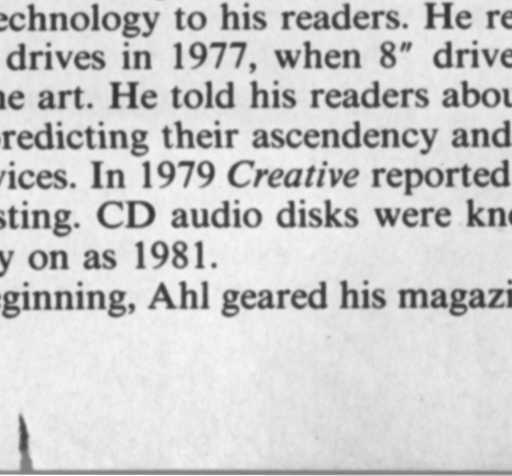 echnology to his readers. He re
drives in 1977, when 8″ drive
ne art. He told his readers abou
redicting their ascendency and
vices. In 1979 Creative reported
sting. CD audio disks were kno
y on as 1981.
eginning, Ahl geared his magazi